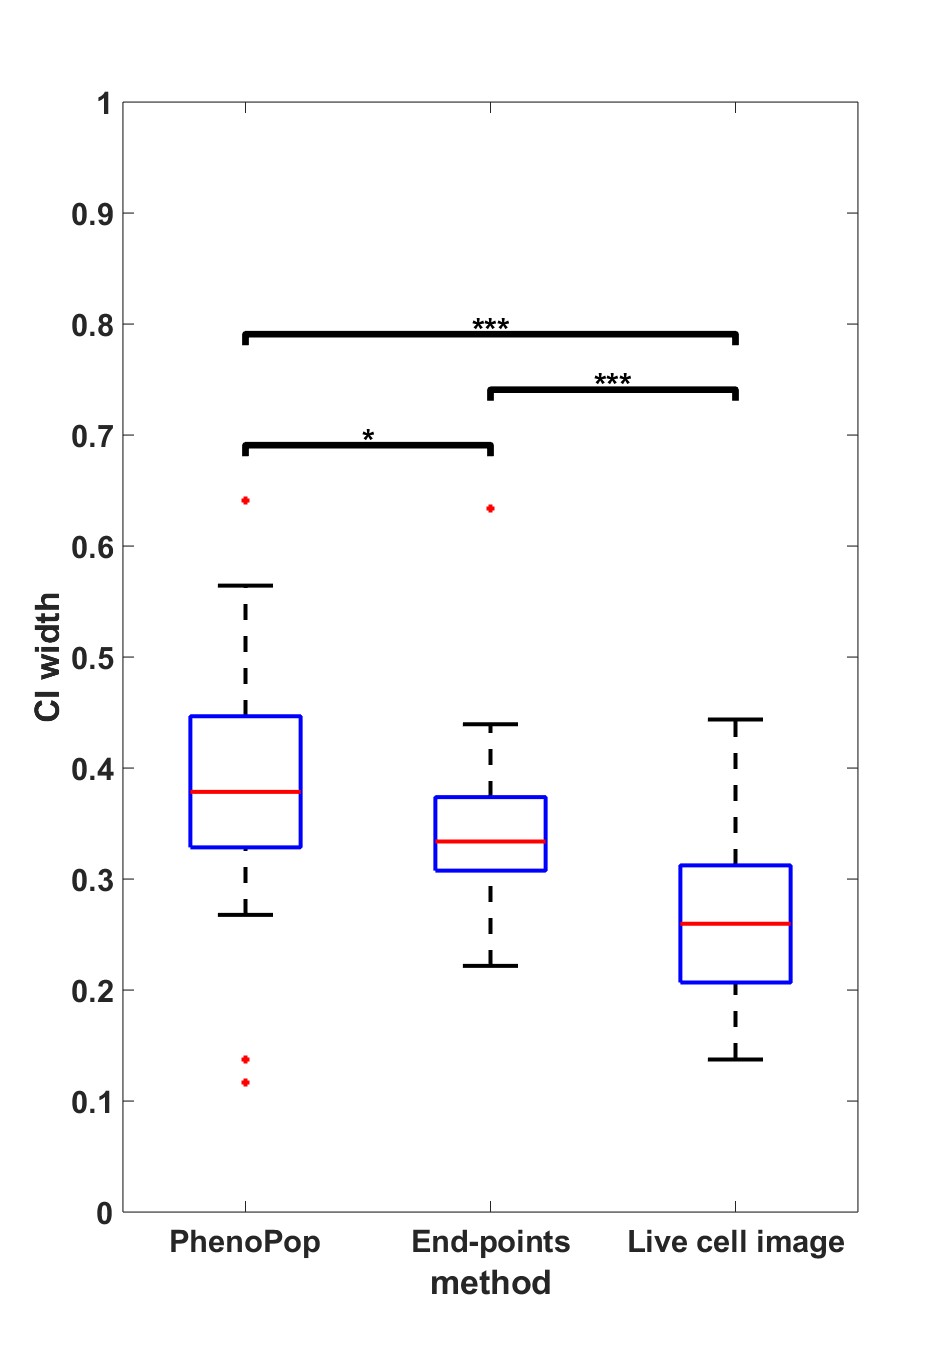 1
0.9
0.8
0.7
0.6
0.5
0.4
0.3
0.2
0.1
0
CI width
***
***
*
PhenoPop
End-points
Live cell image
method